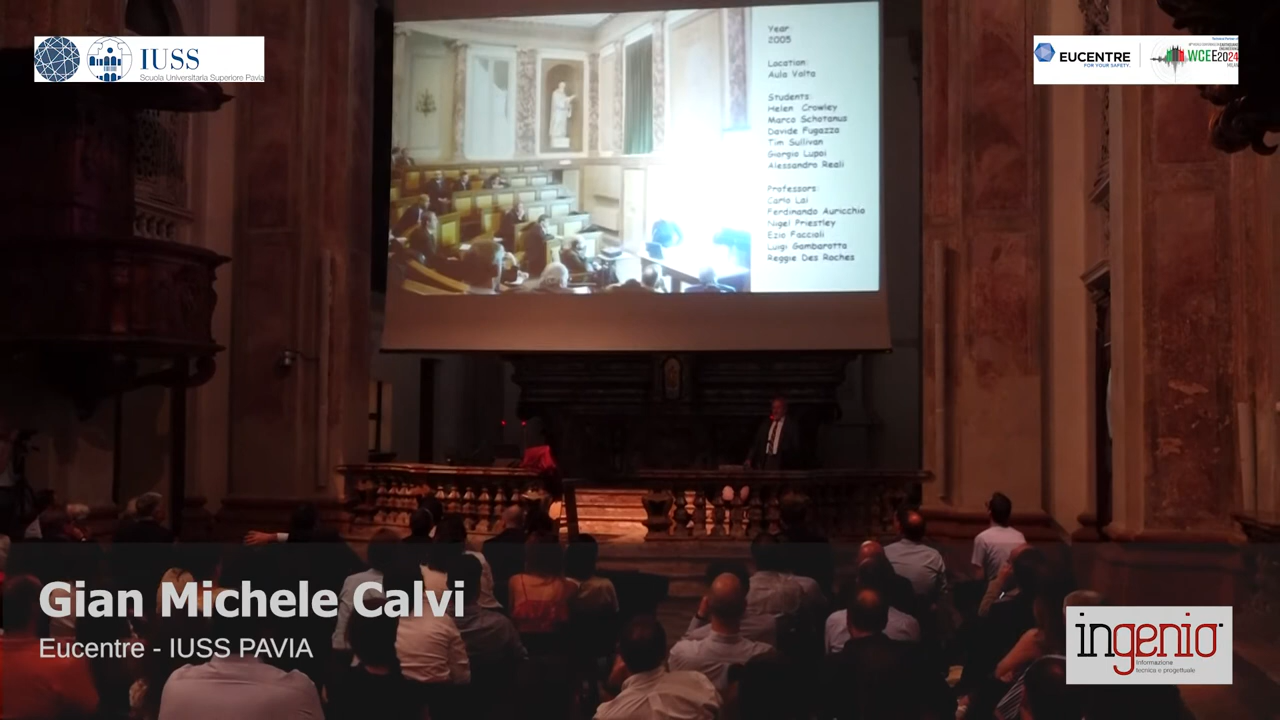 IUSS
Scuola Universitaria Superiore Pavia
EUCENTRE
FOR YOUR SAFETY.
WCEE2024
MILAN
Year:
2005
Location:
Aula Volta
Students:
Helen Crowley
Marco Schotanus
Davide Fugazza
Tim Sullivan
Giorgio Lupoi
Alessandro Reali
Professors:
Carlo Lai
Ferdinando Auricchio
Nigel Priestley
Ezio Faccioli
Luigi Gambarotta
Reggie Des Roches
Gian Michele Calvi
Eucentre - IUSS PAVIA
ingenio
Informazione
tecnica e progettuale